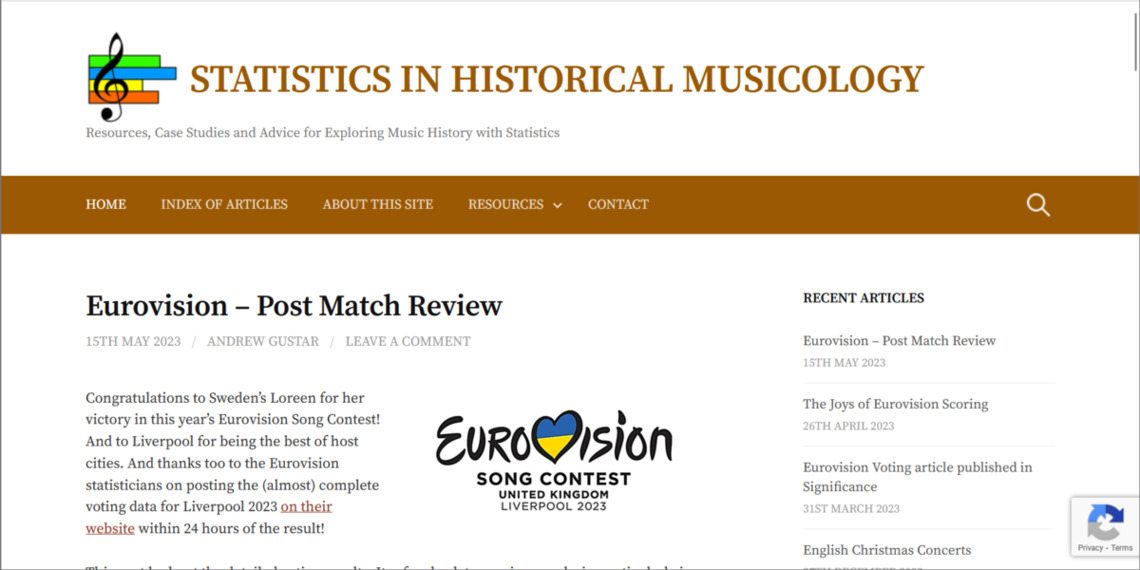 STATISTICS IN HISTORICAL MUSICOLOGY
Resources, Case Studies and Advice for Exploring Music History with Statistics
HOME INDEX OF ARTICLES ABOUT THIS SITE RESOURCES CONTACT
Eurovision – Post Match Review
15TH MAY 2023 / ANDREW GUSTAR / LEAVE A COMMENT
Congratulations to Sweden's Loreen for her
victory in this year's Eurovision Song Contest!
And to Liverpool for being the best of host
cities. And thanks too to the Eurovision
statisticians on posting the (almost) complete
voting data for Liverpool 2023 on their
website within 24 hours of the result!
EUROVISION
SONG CONTEST
UNITED KINGDOM
LIVERPOOL 2023
RECENT ARTICLES
Eurovision – Post Match Review
15TH MAY 2023
The Joys of Eurovision Scoring
26TH APRIL 2023
Eurovision Voting article published in
Significance
31ST MARCH 2023
English Christmas Concerts
Privacy - Terms